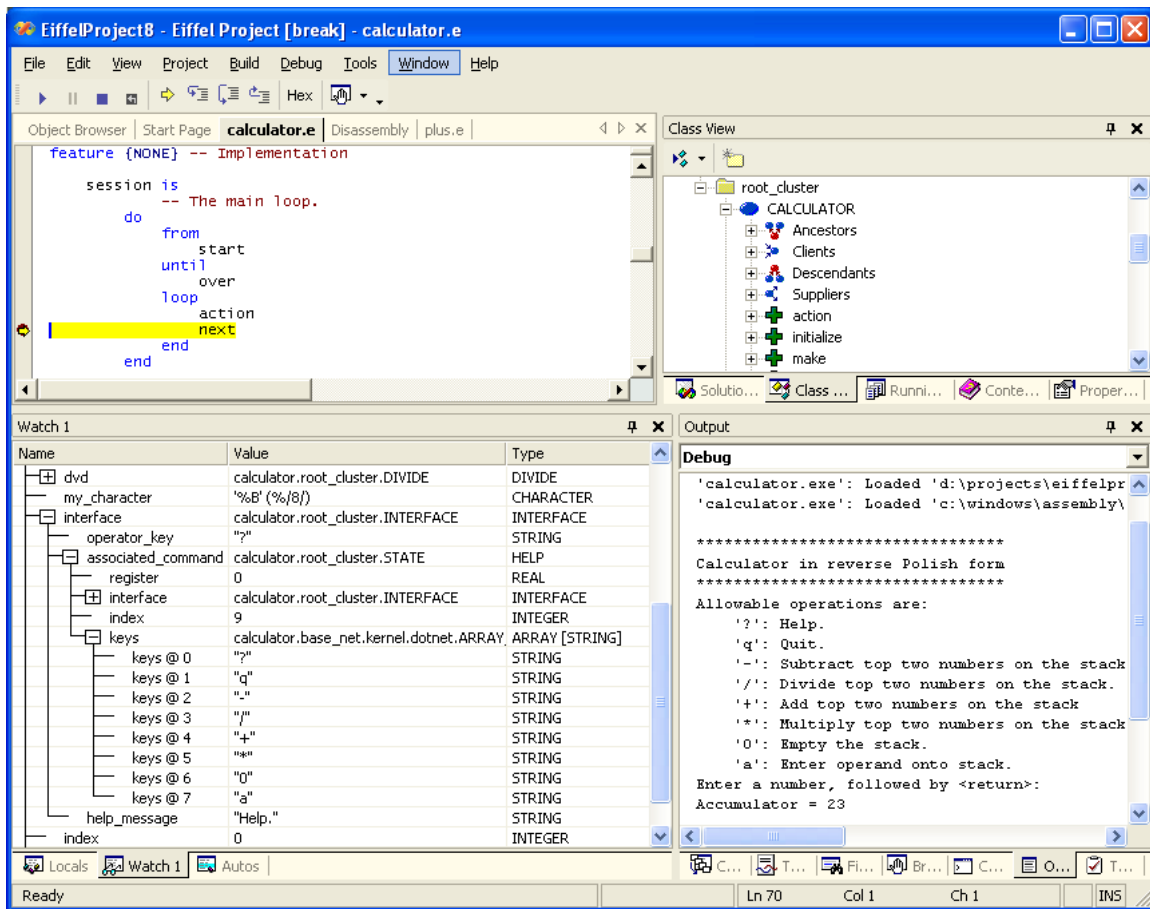 EiffelProject8 - Eiffel Project [break] - calculator.e
File Edit View Project Build Debug Tools Window Help
Hex
Object Browser Start Page calculator.e Disassembly plus.e
feature {NONE} -- Implementation
session is
-- The main loop.
do
from
start
until
over
loop
action
next
end
end
Class View
root_cluster
CALCULATOR
Ancestors
Clients
Descendants
Suppliers
action
initialize
make
Solutio... Class ... Runni... Conte... Proper...
Watch 1
Name Value Type
dvd calculator.root_cluster.DIVIDE DIVIDE
my_character '%B' (%/8/) CHARACTER
interface calculator.root_cluster.INTERFACE INTERFACE
operator_key "?" STRING
associated_command calculator.root_cluster.STATE HELP
register 0 REAL
interface calculator.root_cluster.INTERFACE INTERFACE
index 9 INTEGER
keys calculator.base_net.kernel.dotnet.ARRAY ARRAY [STRING]
keys @ 0 "?" STRING
keys @ 1 "q" STRING
keys @ 2 "-" STRING
keys @ 3 "/" STRING
keys @ 4 "+" STRING
keys @ 5 "*" STRING
keys @ 6 "0" STRING
keys @ 7 "a" STRING
help_message "Help." STRING
index 0 INTEGER
Locals Watch 1 Autos
Output
Debug
'calculator.exe': Loaded 'd:\projects\eiffelpr
'calculator.exe': Loaded 'c:\windows\assembly\
*********************************
Calculator in reverse Polish form
*********************************
Allowable operations are:
'?': Help.
'q': Quit.
'-': Subtract top two numbers on the stack
'/': Divide top two numbers on the stack.
'+': Add top two numbers on the stack
'*': Multiply top two numbers on the stack
'0': Empty the stack.
'a': Enter operand onto stack.
Enter a number, followed by <return>:
Accumulator = 23
C... T... Fi... Br... C... O... T...
Ready Ln 70 Col 1 Ch 1 INS